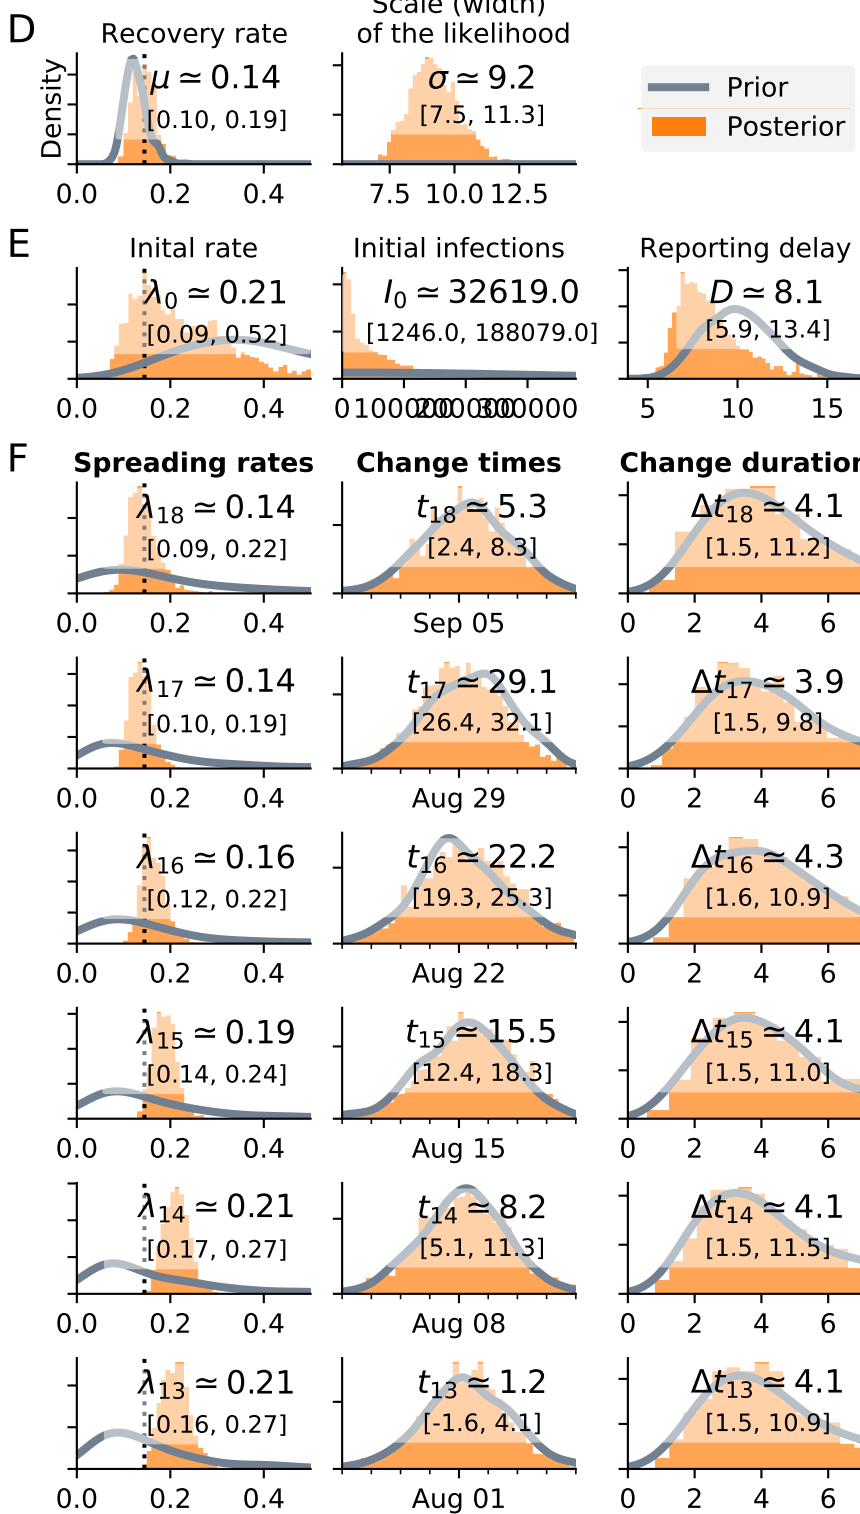 D
Recovery rate
Scale (width)
of the likelihood
Density
μ ≃ 0.14
[0.10, 0.19]
0.0 0.2 0.4
σ ≃ 9.2
[7.5, 11.3]
7.5 10.0 12.5
Prior
Posterior
E
Inital rate
λ0 ≃ 0.21
[0.09, 0.52]
0.0 0.2 0.4
Initial infections
I0 ≃ 32619.0
[1246.0, 188079.0]
0 100000 200000 300000
Reporting delay
D ≃ 8.1
[5.9, 13.4]
5 10 15
F
Spreading rates
Change times
Change duration
λ18 ≃ 0.14
[0.09, 0.22]
0.0 0.2 0.4
t18 ≃ 5.3
[2.4, 8.3]
Sep 05
Δt18 ≃ 4.1
[1.5, 11.2]
0 2 4 6
λ17 ≃ 0.14
[0.10, 0.19]
0.0 0.2 0.4
t17 ≃ 29.1
[26.4, 32.1]
Aug 29
Δt17 ≃ 3.9
[1.5, 9.8]
0 2 4 6
λ16 ≃ 0.16
[0.12, 0.22]
0.0 0.2 0.4
t16 ≃ 22.2
[19.3, 25.3]
Aug 22
Δt16 ≃ 4.3
[1.6, 10.9]
0 2 4 6
λ15 ≃ 0.19
[0.14, 0.24]
0.0 0.2 0.4
t15 ≃ 15.5
[12.4, 18.3]
Aug 15
Δt15 ≃ 4.1
[1.5, 11.0]
0 2 4 6
λ14 ≃ 0.21
[0.17, 0.27]
0.0 0.2 0.4
t14 ≃ 8.2
[5.1, 11.3]
Aug 08
Δt14 ≃ 4.1
[1.5, 11.5]
0 2 4 6
λ13 ≃ 0.21
[0.16, 0.27]
0.0 0.2 0.4
t13 ≃ 1.2
[-1.6, 4.1]
Aug 01
Δt13 ≃ 4.1
[1.5, 10.9]
0 2 4 6